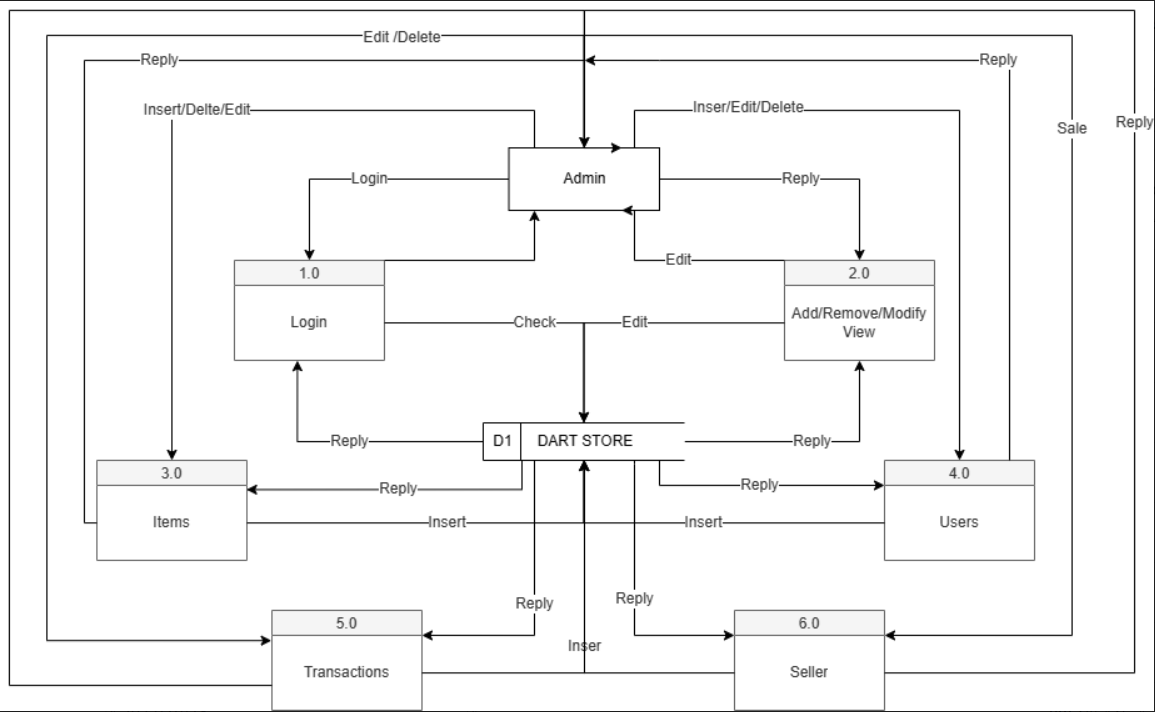 Edit /Delete
Reply
Reply
Insert/Delte/Edit
Inser/Edit/Delete
Sale
Reply
Login
Admin
Reply
Edit
1.0
Login
2.0
Add/Remove/Modify
View
Check
Edit
Reply
D1
DART STORE
Reply
3.0
Items
Reply
Reply
4.0
Users
Insert
Insert
Reply
Reply
Inser
5.0
Transactions
6.0
Seller